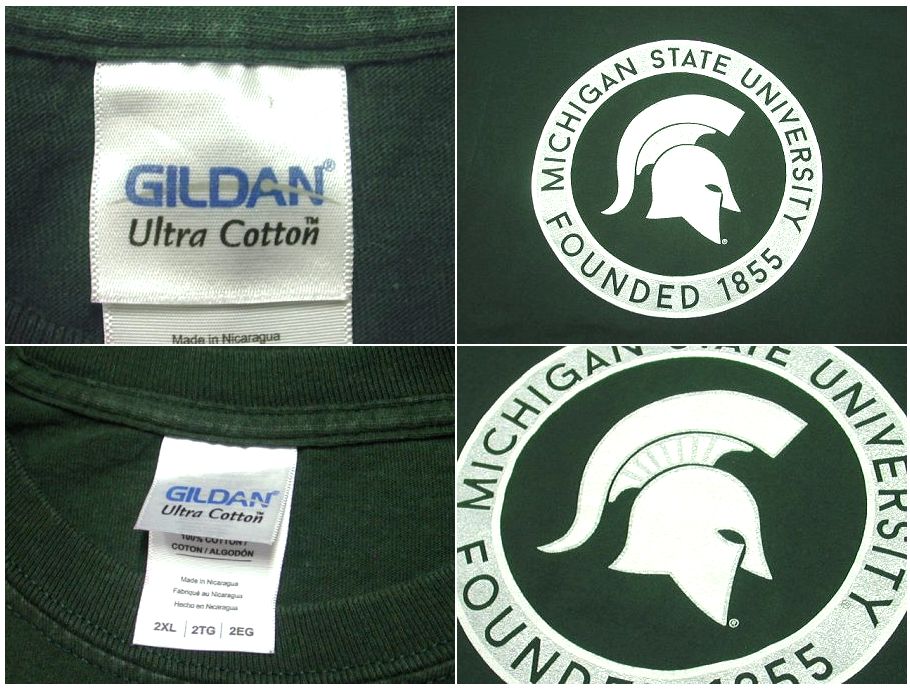 GILDAN®
Ultra Cotton™
Made in Nicaragua
MICHIGAN STATE UNIVERSITY
FOUNDED 1855
®
GILDAN®
Ultra Cotton™
100% COTTON /
COTON / ALGODÓN
Made in Nicaragua
Fabriqué au Nicaragua
Hecho en Nicaragua
2XL | 2TG | 2EG
MICHIGAN STATE UNIVERSITY
FOUNDED 1855
®